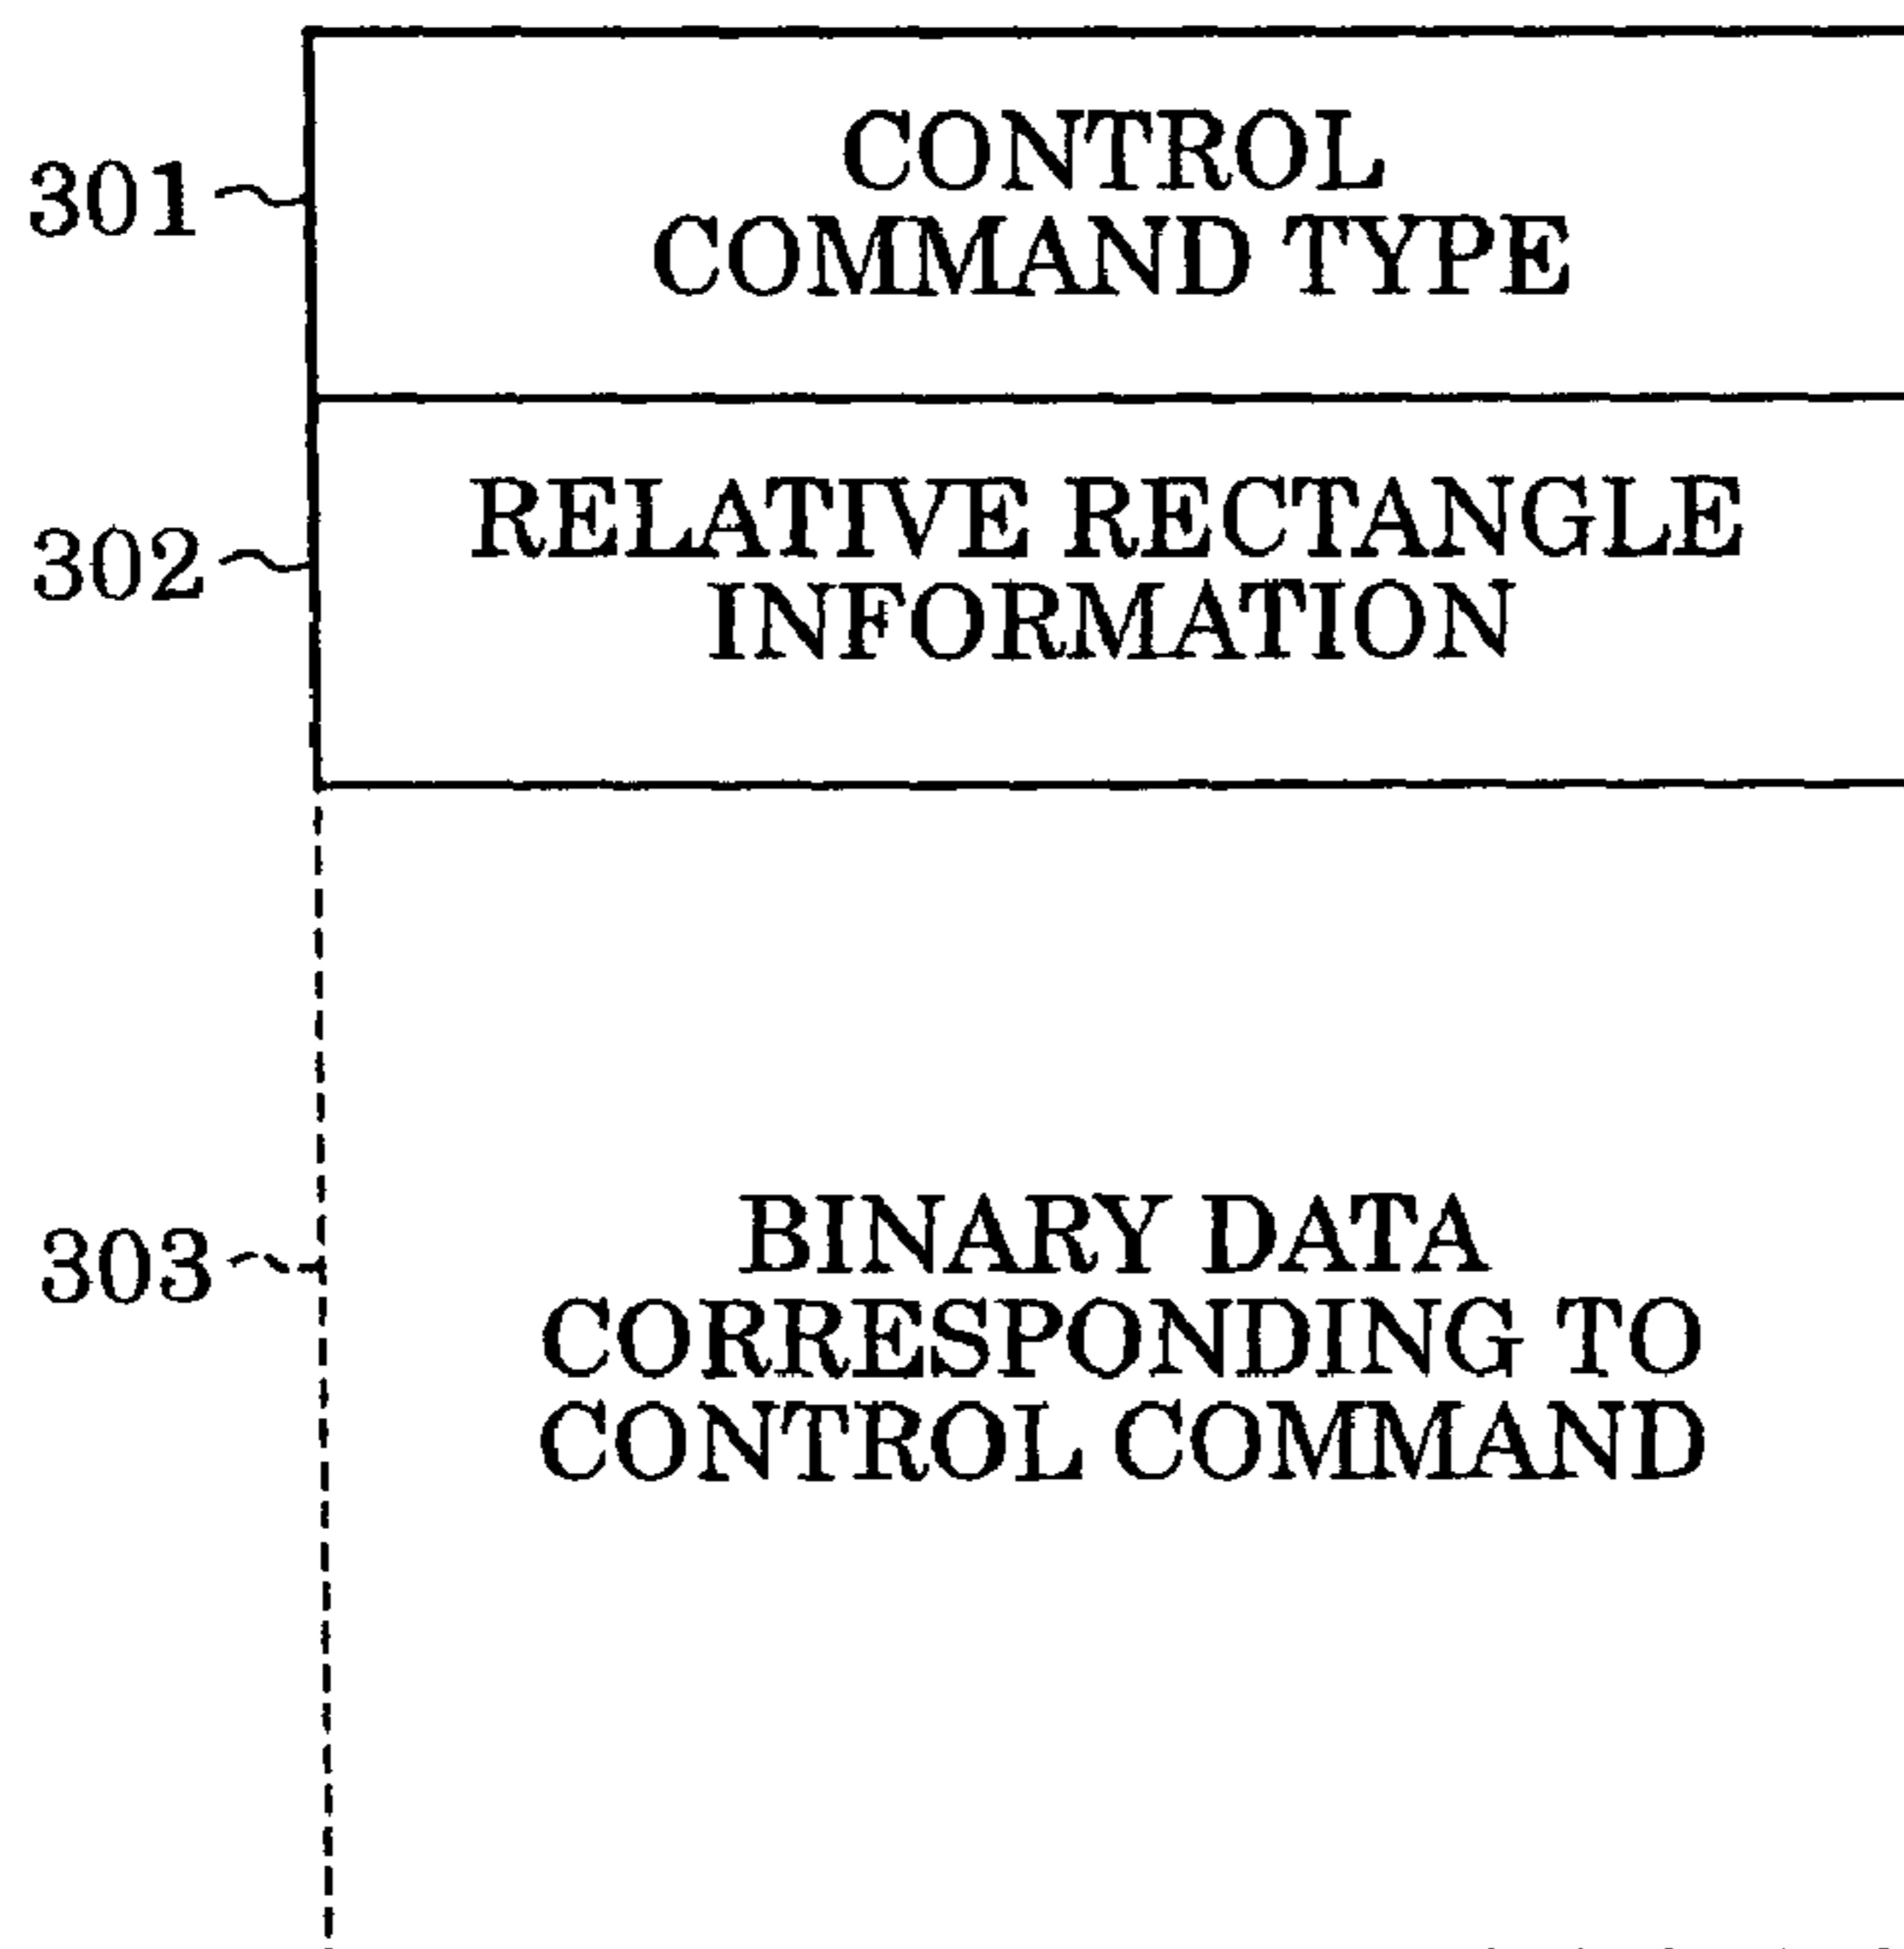 301
CONTROL
COMMAND TYPE
302
RELATIVE RECTANGLE
INFORMATION
303
BINARY DATA
CORRESPONDING TO
CONTROL COMMAND